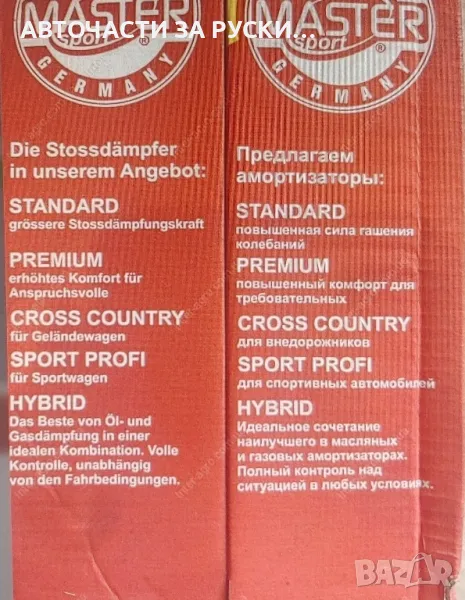 АВТОЧАСТИ ЗА РУСКИ...
MASTER
sport ®
GERMANY
Die Stossdämpfer
in unserem Angebot:
STANDARD
grössere Stossdämpfungskraft
PREMIUM
erhöhtes Komfort für
Anspruchsvolle
CROSS COUNTRY
für Geländewagen
SPORT PROFI
für Sportwagen
HYBRID
Das Beste von Öl- und
Gasdämpfung in einer
idealen Kombination. Volle
Kontrolle, unabhängig
von den Fahrbedingungen.
MASTER
sport ®
GERMANY
Предлагаем
амортизаторы:
STANDARD
повышенная сила гашения
колебаний
PREMIUM
повышенный комфорт для
требовательных
CROSS COUNTRY
для внедорожников
SPORT PROFI
для спортивных автомобилей
HYBRID
Идеальное сочетание
наилучшего в масляных
и газовых амортизаторах.
Полный контроль над
ситуацией в любых условиях.
BAZAR